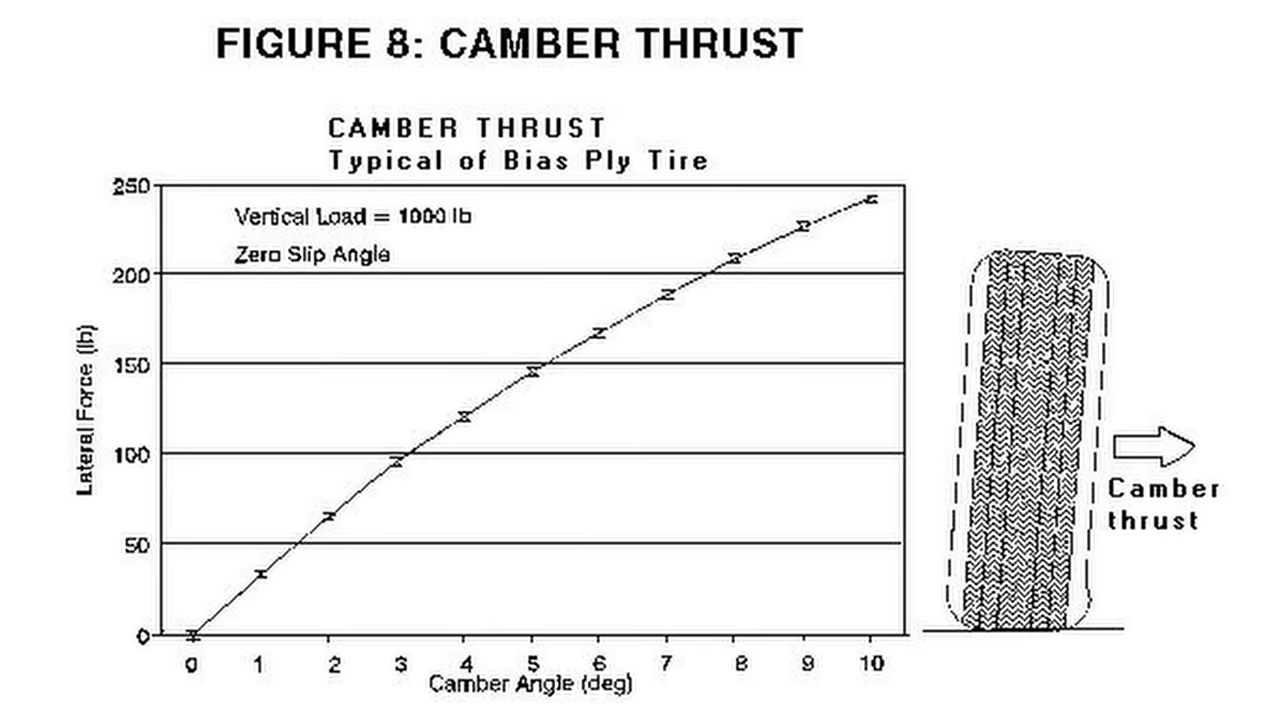 FIGURE 8: CAMBER THRUST
CAMBER THRUST
Typical of Bias Ply Tire
Vertical Load = 1000 lb
Zero Slip Angle
250
200
150
100
50
0
Lateral Force (lb)
0 1 2 3 4 5 6 7 8 9 10
Camber Angle (deg)
Camber
thrust